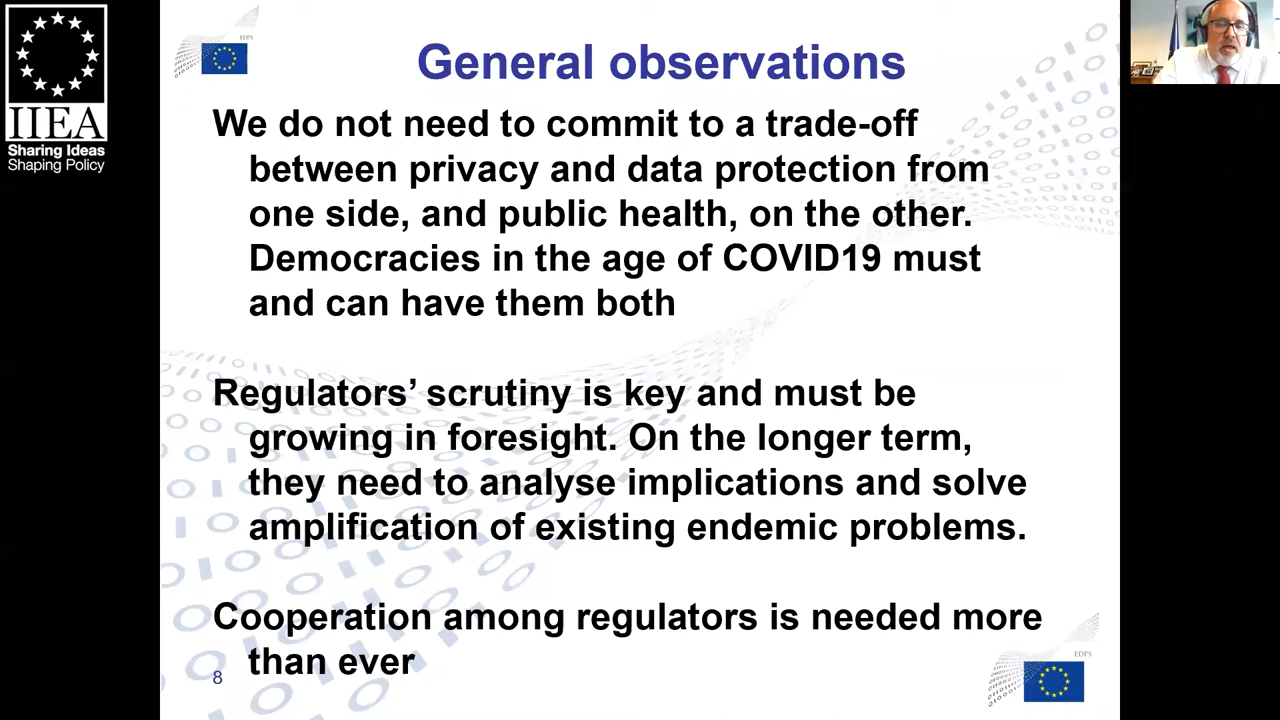 IIEA
Sharing Ideas
Shaping Policy
EDPS
General observations
We do not need to commit to a trade-off
between privacy and data protection from
one side, and public health, on the other.
Democracies in the age of COVID19 must
and can have them both
Regulators’ scrutiny is key and must be
growing in foresight. On the longer term,
they need to analyse implications and solve
amplification of existing endemic problems.
Cooperation among regulators is needed more
than ever
8
EDPS